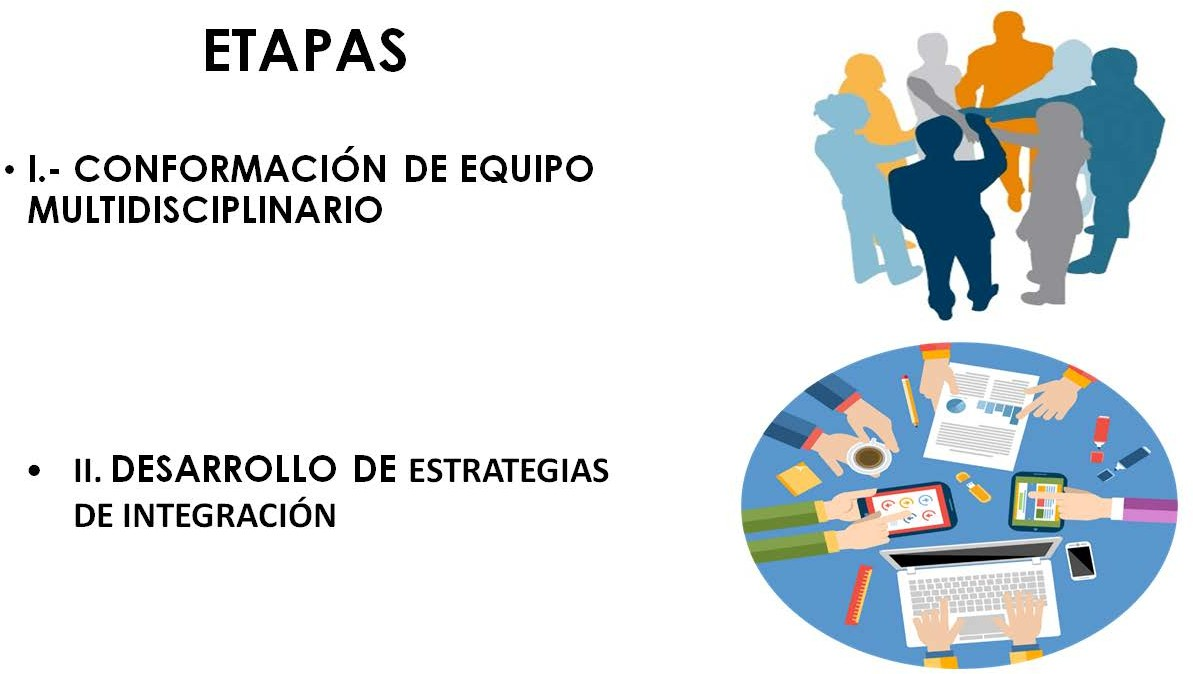 ETAPAS
• I.- CONFORMACIÓN DE EQUIPO
MULTIDISCIPLINARIO
• II. DESARROLLO DE ESTRATEGIAS
DE INTEGRACIÓN